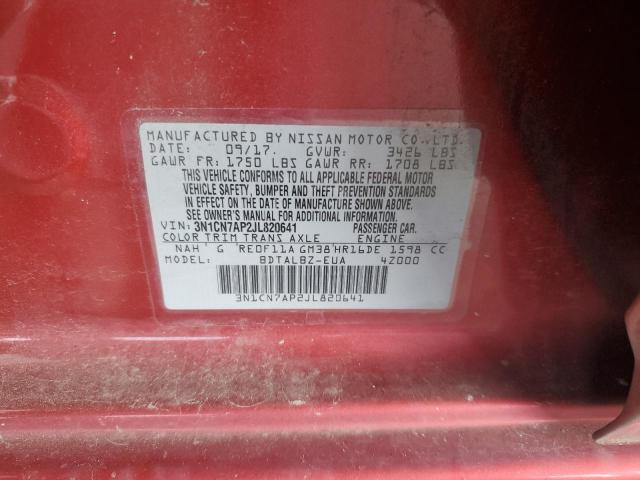 MANUFACTURED BY NISSAN MOTOR CO.,LTD.
DATE: 09/17. GVWR: 3426 LBS
GAWR FR: 1750 LBS GAWR RR: 1708 LBS
THIS VEHICLE CONFORMS TO ALL APPLICABLE FEDERAL MOTOR
VEHICLE SAFETY, BUMPER AND THEFT PREVENTION STANDARDS
IN EFFECT ON THE DATE OF MANUFACTURE SHOWN ABOVE.
SEE OWNER'S MANUAL FOR ADDITIONAL INFORMATION.
VIN: 3N1CN7AP2JL820641 PASSENGER CAR.
COLOR TRIM TRANS AXLE ENGINE
NAH G RE0F11A GM38 HR16DE 1598 CC
MODEL: BDTALBZ-EUA 4Z000
3N1CN7AP2JL820641